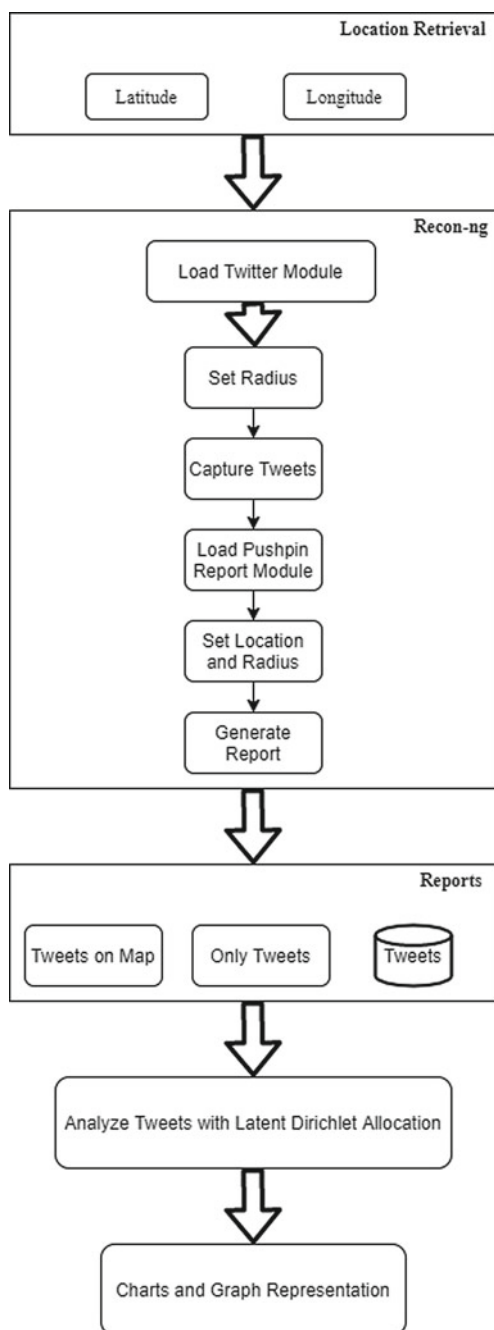 Location Retrieval
Latitude
Longitude
Recon-ng
Load Twitter Module
Set Radius
Capture Tweets
Load Pushpin
Report Module
Set Location
and Radius
Generate
Report
Reports
Tweets on Map
Only Tweets
Tweets
Analyze Tweets with Latent Dirichlet Allocation
Charts and Graph Representation